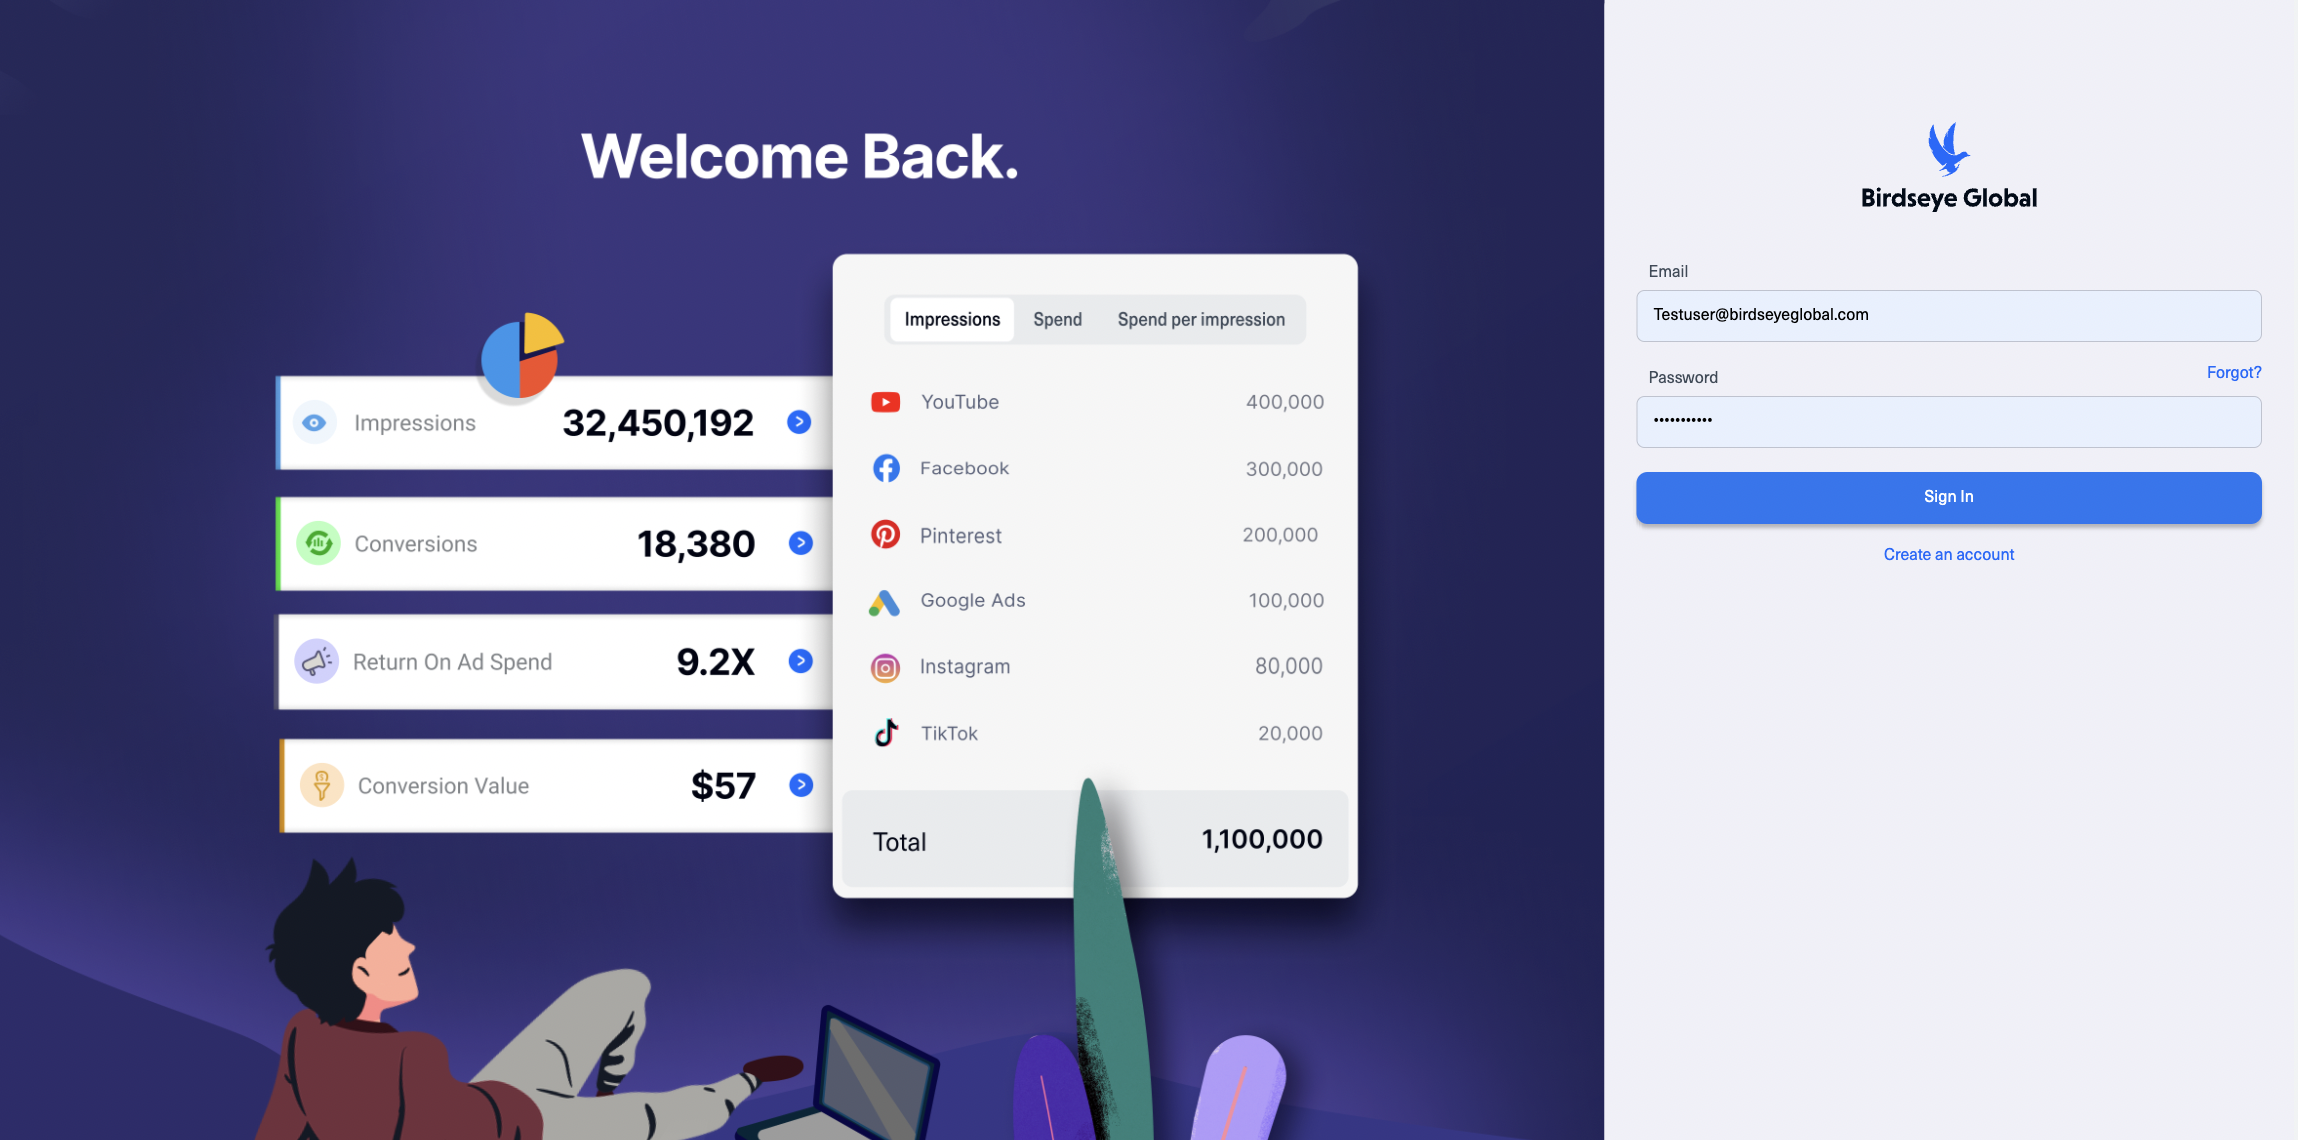 Welcome Back.
Impressions 32,450,192
Conversions 18,380
Return On Ad Spend 9.2X
Conversion Value $57
Impressions Spend Spend per impression
YouTube 400,000
Facebook 300,000
Pinterest 200,000
Google Ads 100,000
Instagram 80,000
TikTok 20,000
Total 1,100,000
Birdseye Global
Email
Testuser@birdseyeglobal.com
Password Forgot?
•••••••••••
Sign In
Create an account